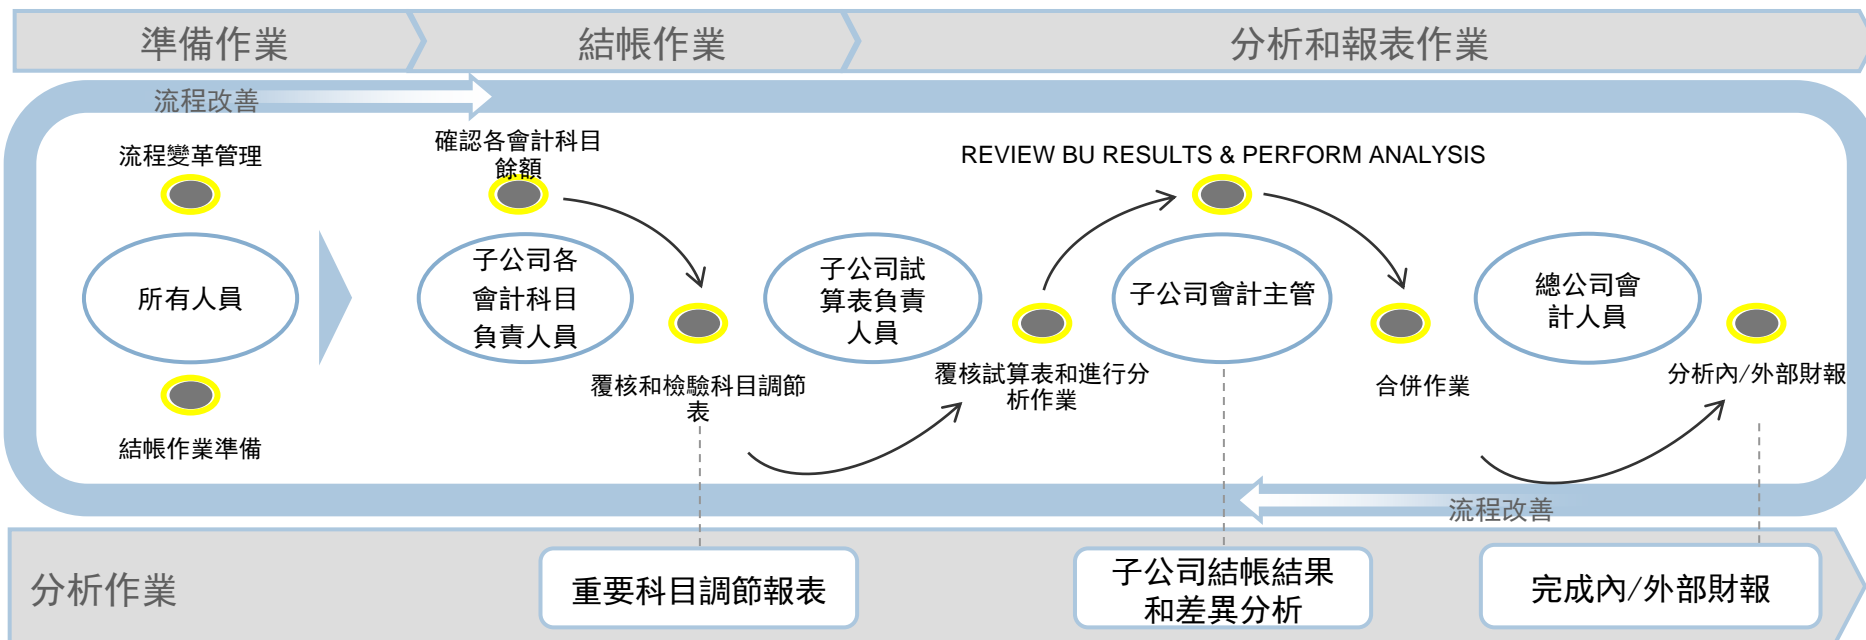 準備作業
結帳作業
分析和報表作業
流程改善
流程變革管理
確認各會計科目
餘額
REVIEW BU RESULTS & PERFORM ANALYSIS
所有人員
子公司各
會計科目
負責人員
子公司試
算表負責
人員
子公司會計主管
總公司會
計人員
覆核和檢驗科目調節
表
覆核試算表和進行分
析作業
合併作業
分析內/外部財報
結帳作業準備
流程改善
分析作業
重要科目調節報表
子公司結帳結果
和差異分析
完成內/外部財報